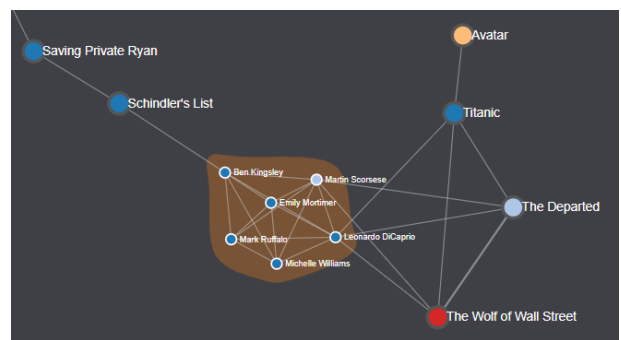 Avatar
Saving Private Ryan
Schindler's List
Titanic
Ben Kingsley
Martin Scorsese
Emily Mortimer
The Departed
Mark Ruffalo
Leonardo DiCaprio
Michelle Williams
The Wolf of Wall Street